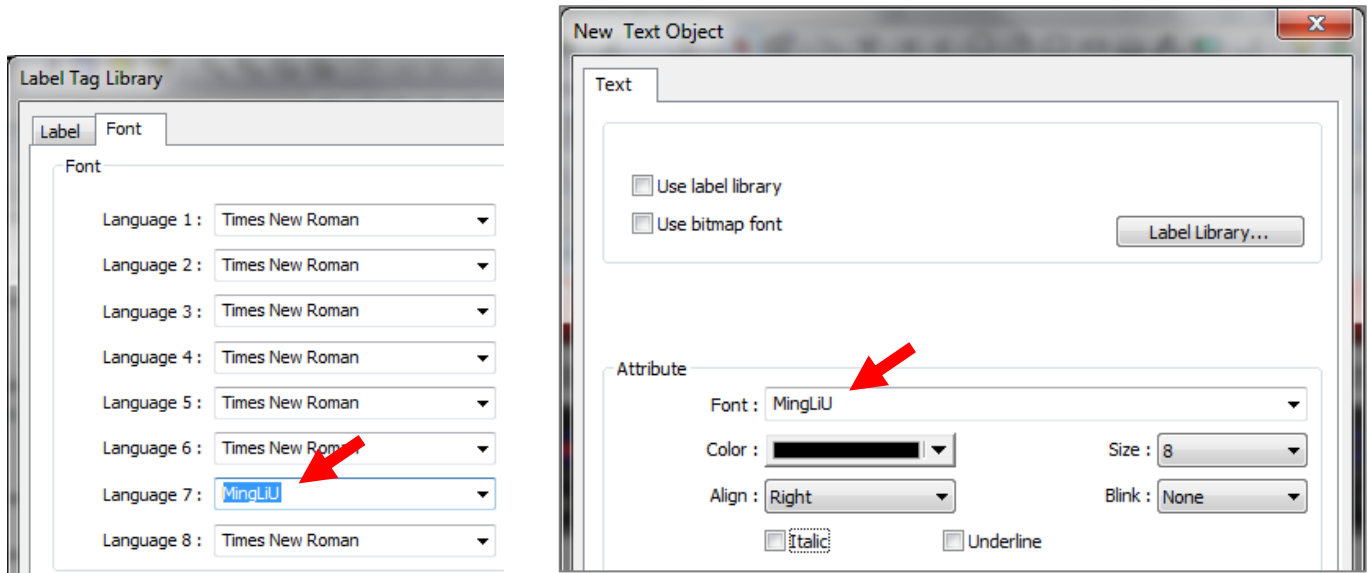 Label Tag Library
Label Font
Font
Language 1 : Times New Roman
Language 2 : Times New Roman
Language 3 : Times New Roman
Language 4 : Times New Roman
Language 5 : Times New Roman
Language 6 : Times New Roman
Language 7 : MingLiU
Language 8 : Times New Roman
New Text Object
Text
Use label library
Use bitmap font
Label Library...
Attribute
Font : MingLiU
Color : Size : 8
Align : Right Blink : None
Italic Underline